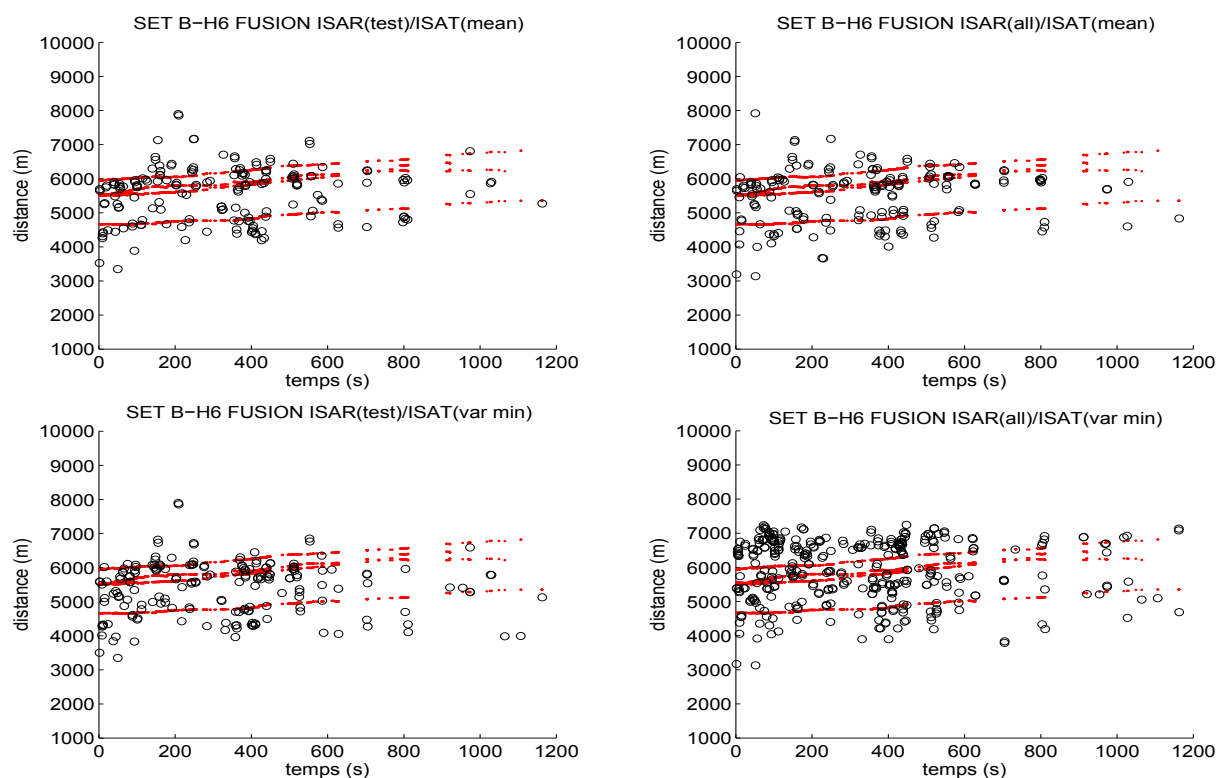 SET B−H6 FUSION ISAR(test)/ISAT(mean)
10000
9000
8000
7000
6000
5000
4000
3000
2000
1000
distance (m)
0 200 400 600 800 1000 1200
temps (s)
SET B−H6 FUSION ISAR(all)/ISAT(mean)
10000
9000
8000
7000
6000
5000
4000
3000
2000
1000
distance (m)
0 200 400 600 800 1000 1200
temps (s)
SET B−H6 FUSION ISAR(test)/ISAT(var min)
10000
9000
8000
7000
6000
5000
4000
3000
2000
1000
distance (m)
0 200 400 600 800 1000 1200
temps (s)
SET B−H6 FUSION ISAR(all)/ISAT(var min)
10000
9000
8000
7000
6000
5000
4000
3000
2000
1000
distance (m)
0 200 400 600 800 1000 1200
temps (s)